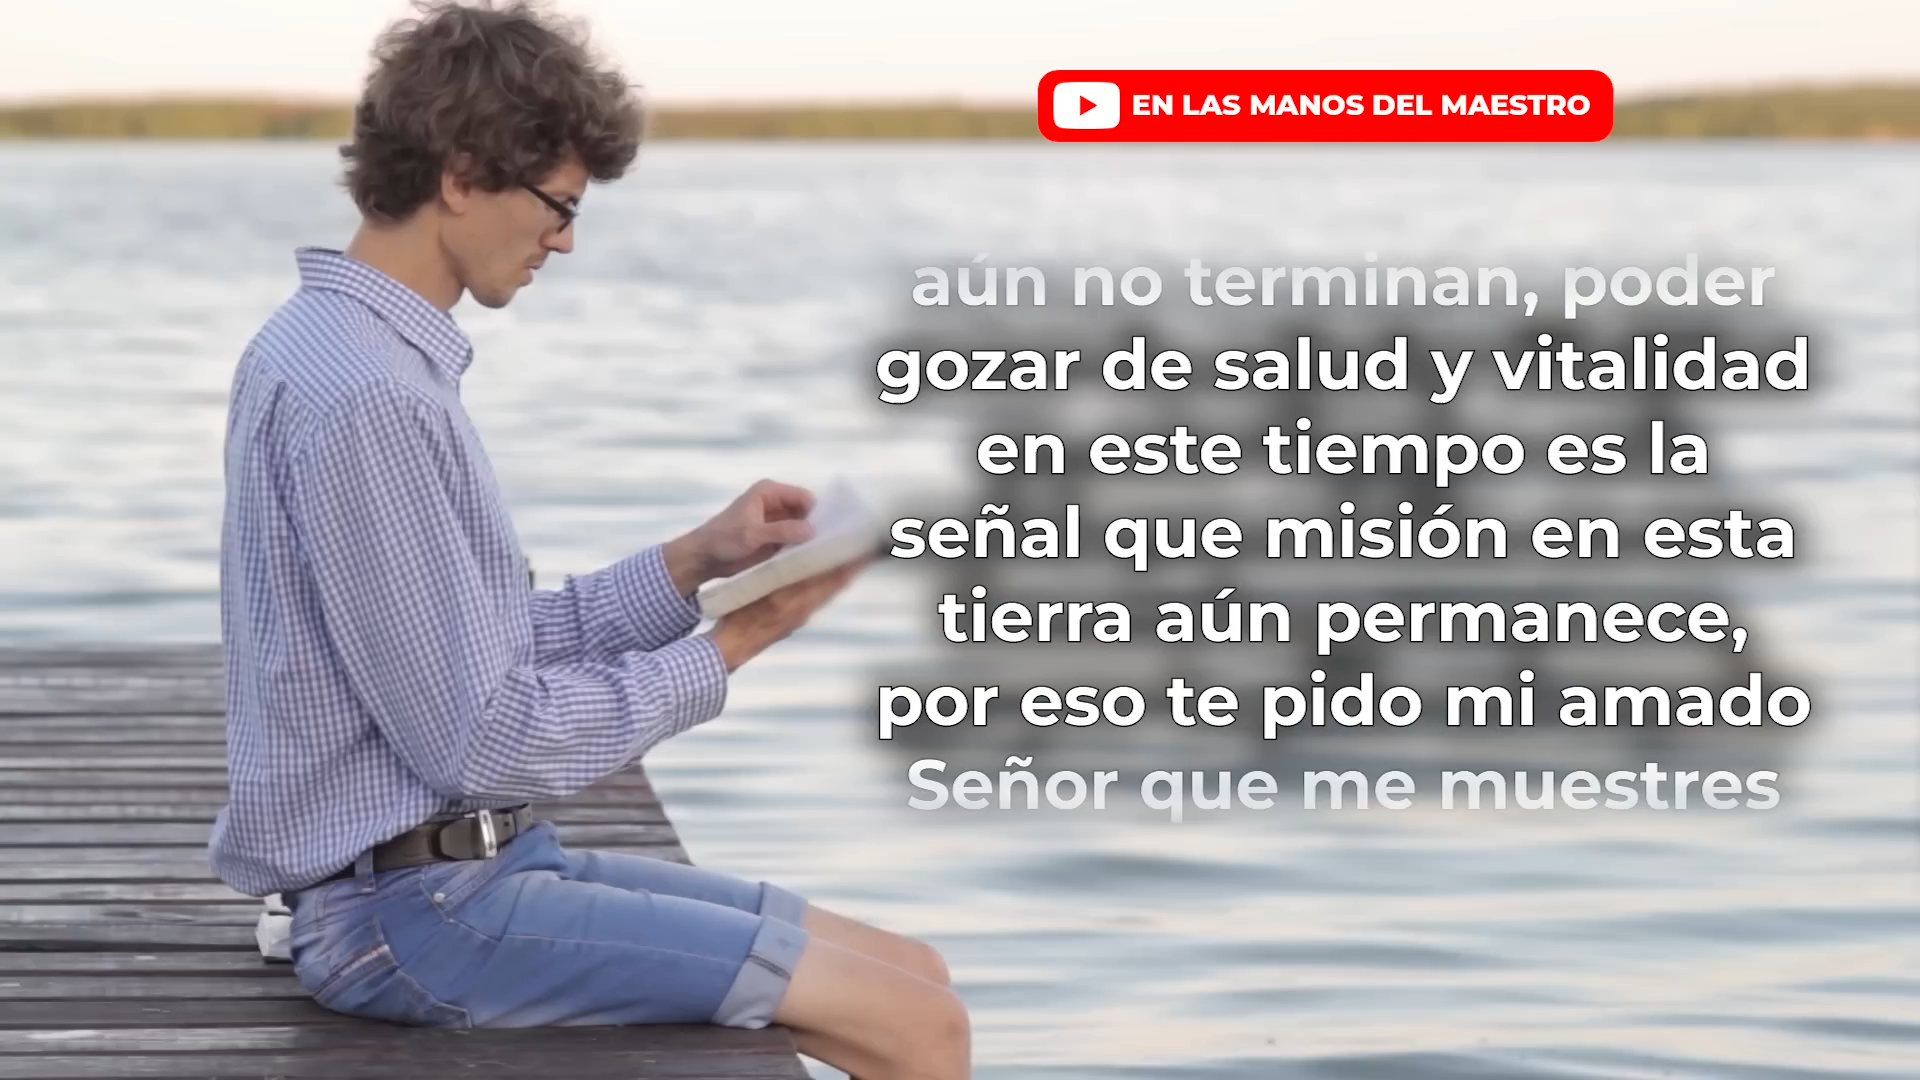 EN LAS MANOS DEL MAESTRO
aún no terminan, poder
gozar de salud y vitalidad
en este tiempo es la
señal que misión en esta
tierra aún permanece,
por eso te pido mi amado
Señor que me muestres